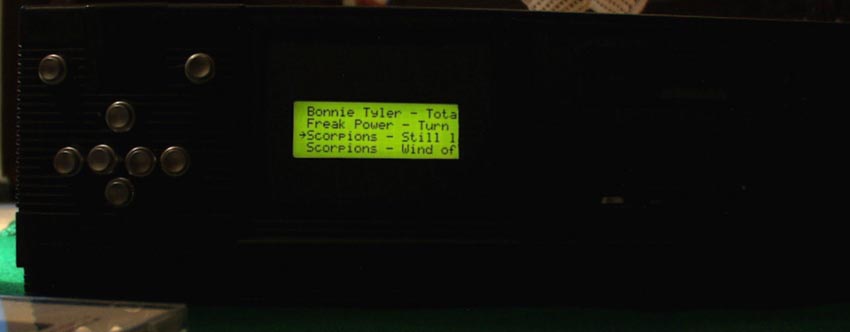 Bonnie Tyler - Tota
Freak Power - Turn
→Scorpions - Still l
Scorpions - Wind of